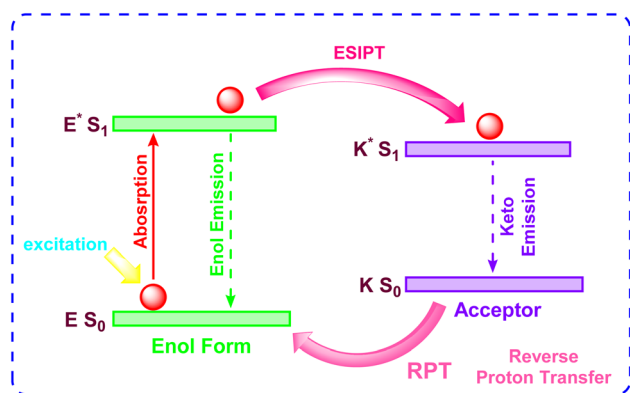 ESIPT
E* S1
K* S1
Abosrption
Enol Emission
Keto
Emission
excitation
E S0
K S0
Enol Form
Acceptor
RPT
Reverse
Proton Transfer